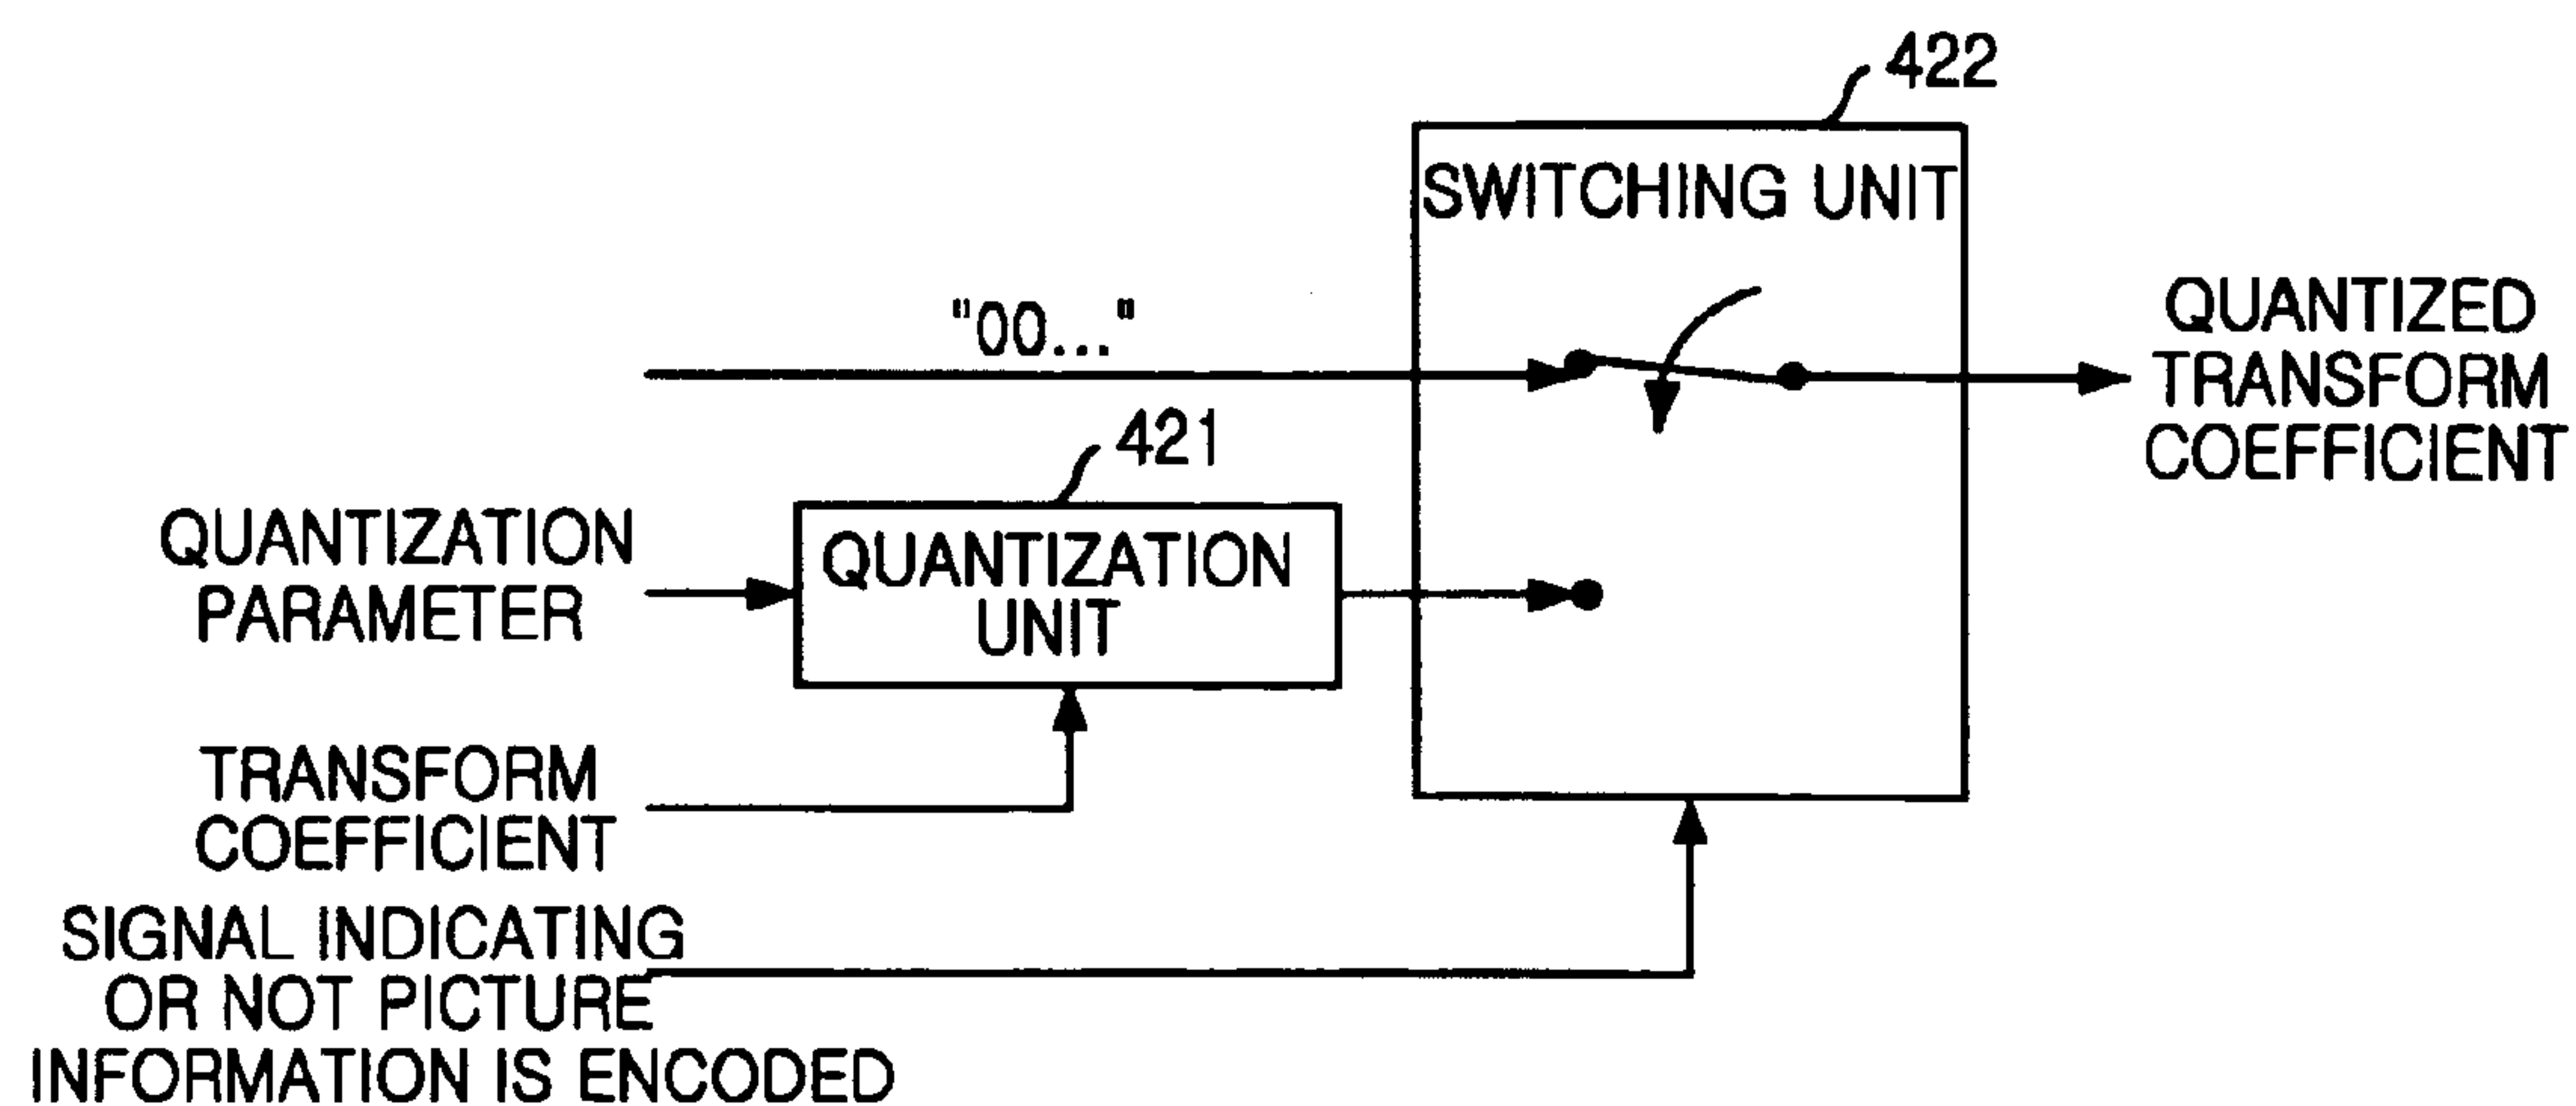 422
SWITCHING UNIT
"00..."
QUANTIZED
TRANSFORM
COEFFICIENT
421
QUANTIZATION
PARAMETER
QUANTIZATION
UNIT
TRANSFORM
COEFFICIENT
SIGNAL INDICATING
OR NOT PICTURE
INFORMATION IS ENCODED